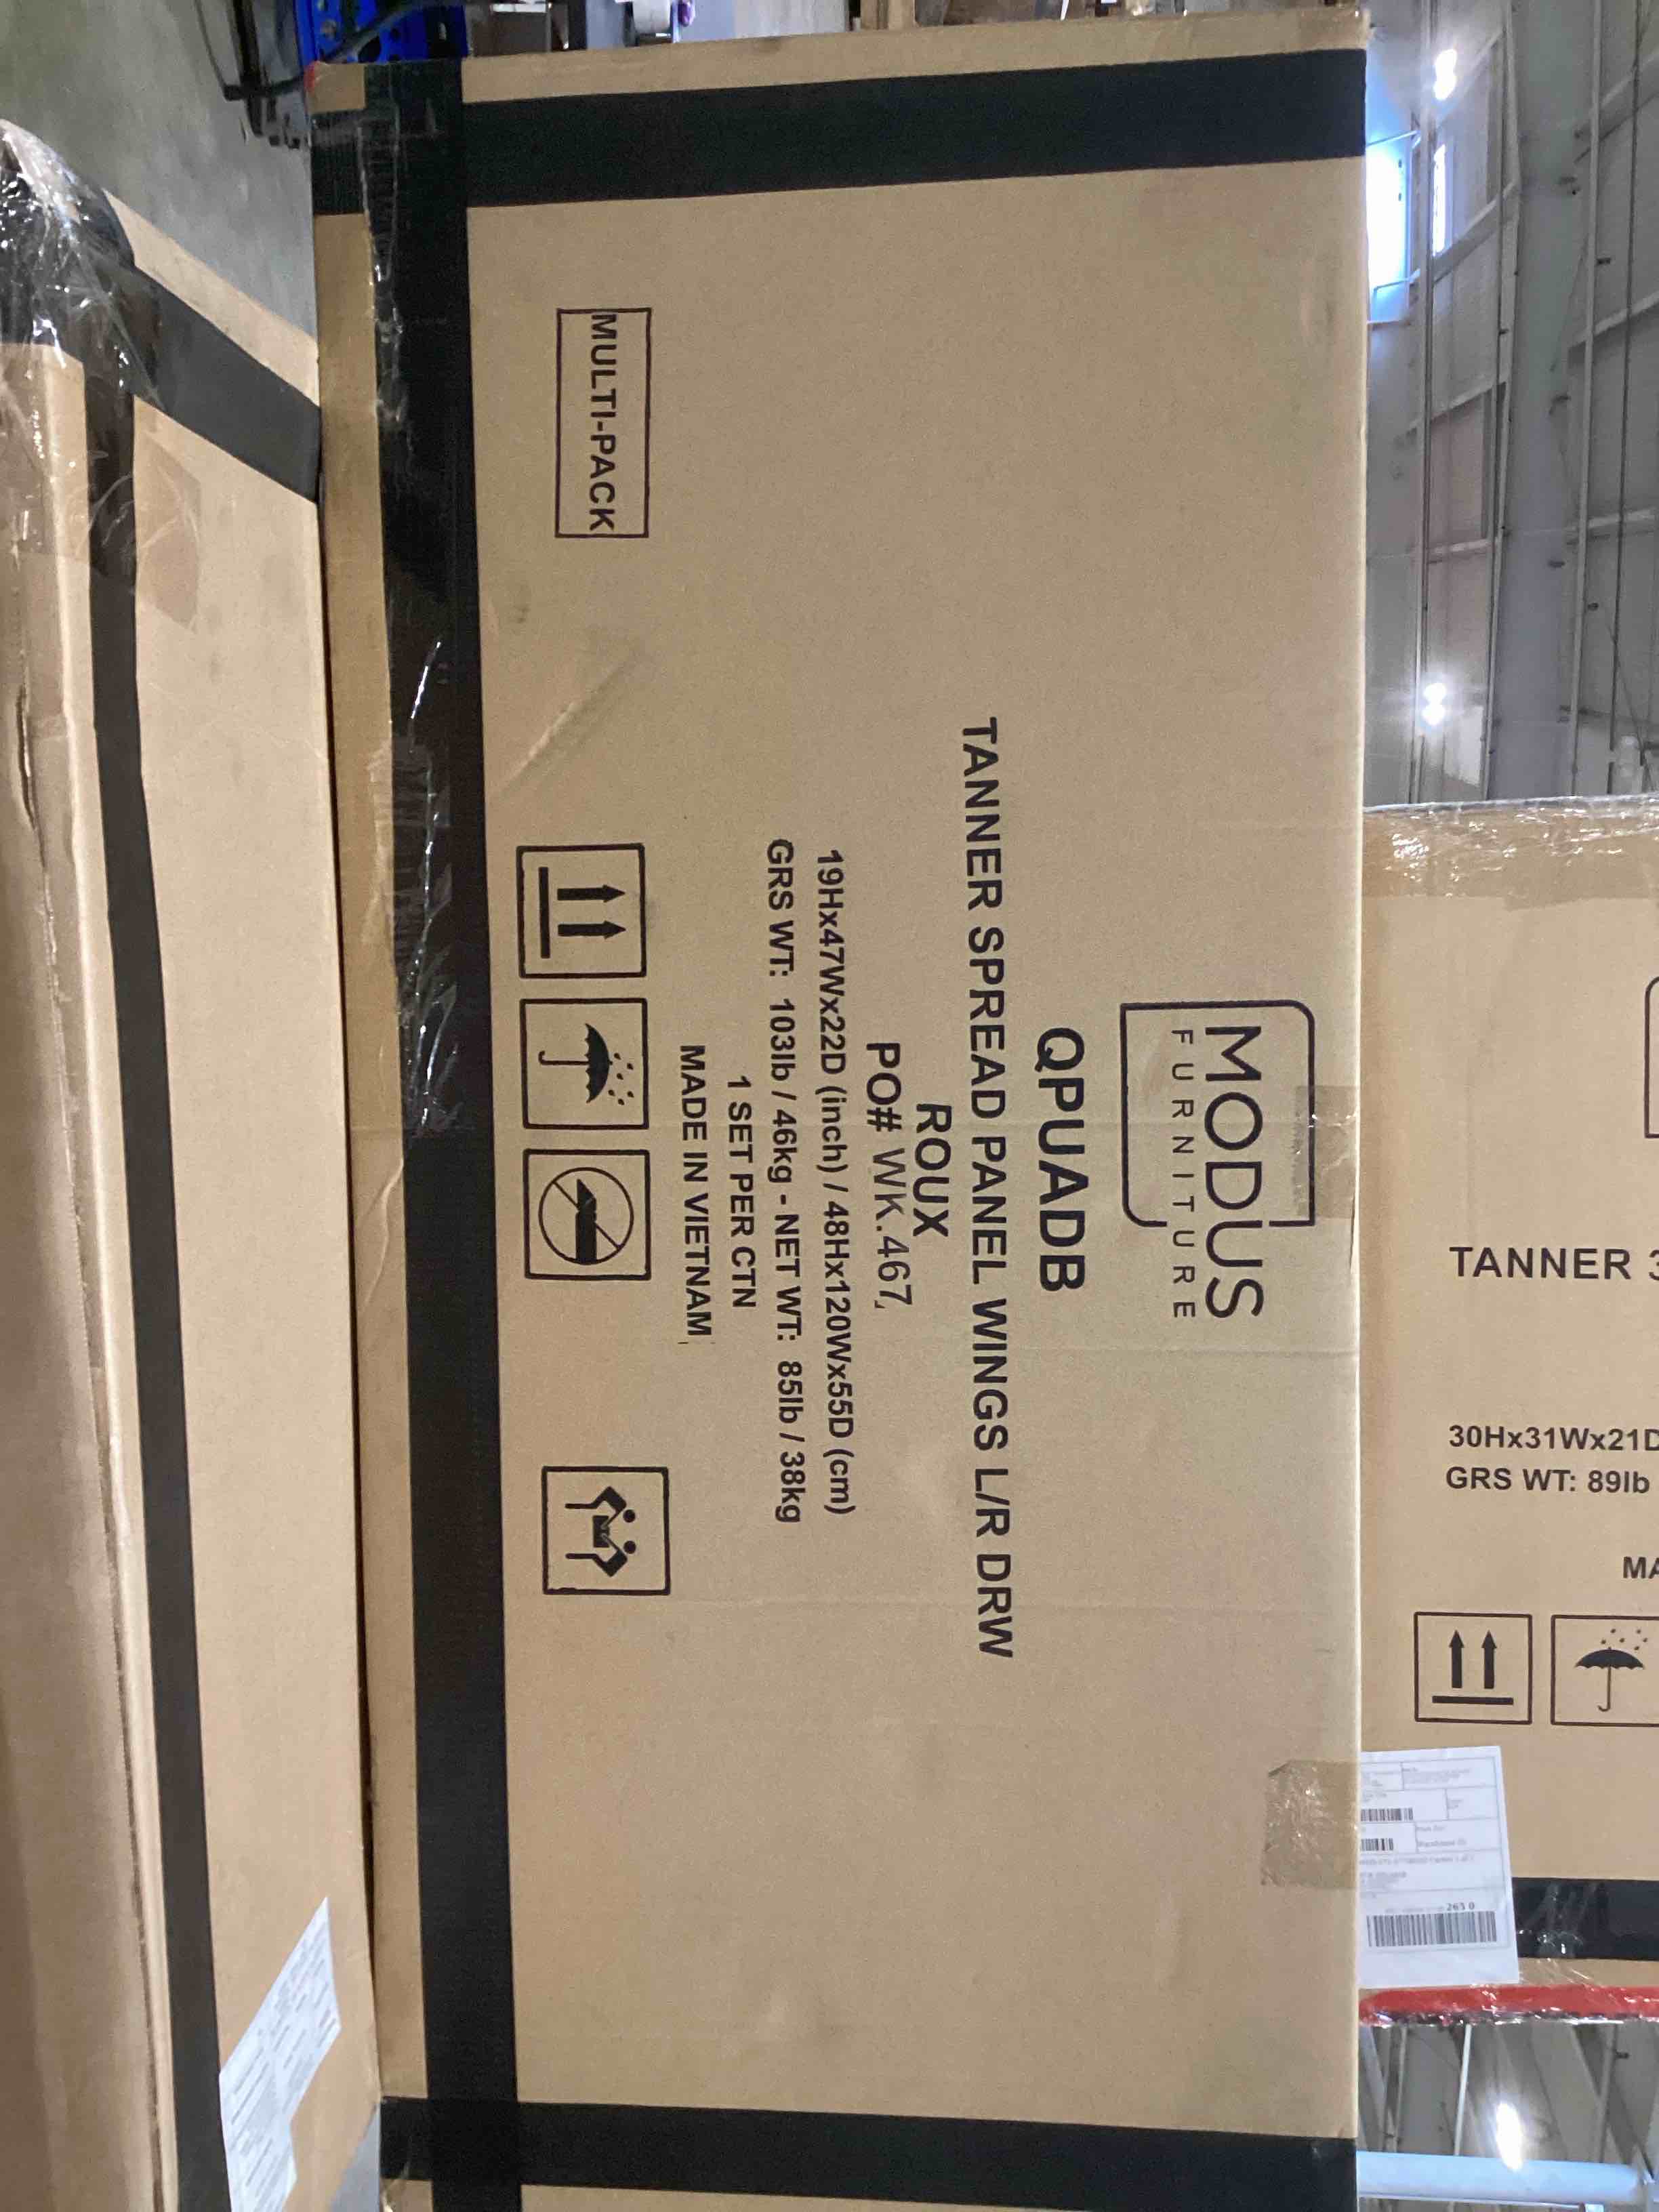 MODUS
FURNITURE
QPUADB
TANNER SPREAD PANEL WINGS L/R DRW
ROUX
PO# WK.467
19Hx47Wx22D (inch) / 48Hx120Wx55D (cm)
GRS WT: 103lb / 46kg - NET WT: 85lb / 38kg
1 SET PER CTN
MADE IN VIETNAM
MULTI-PACK
TANNER 3
30Hx31Wx21D
GRS WT: 89lb
MA
263 0